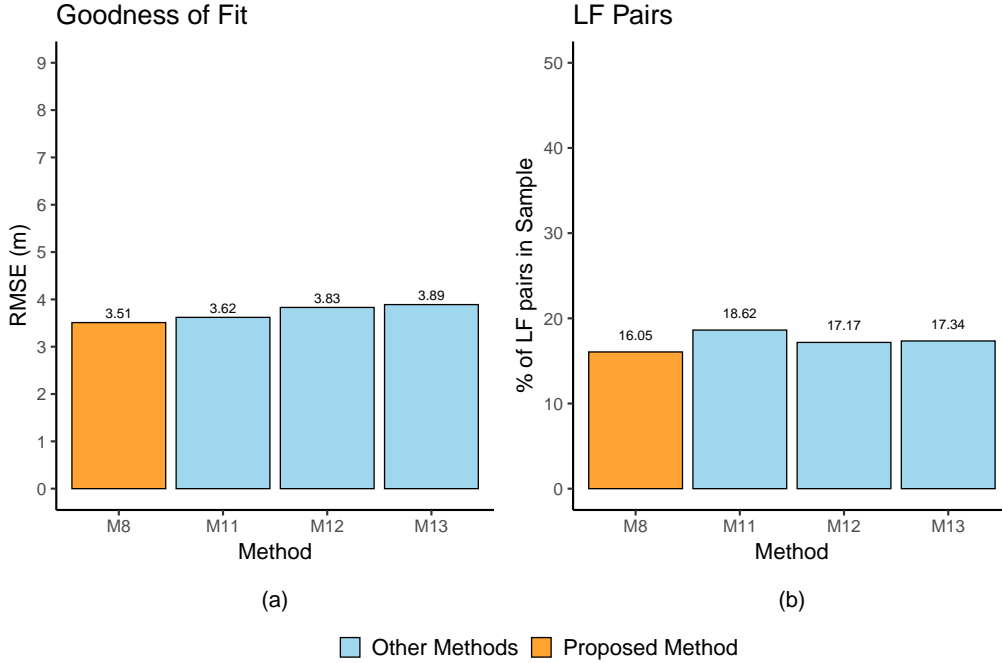 Goodness of Fit
RMSE (m)
9
8
7
6
5
4
3
2
1
0
3.51
3.62
3.83
3.89
M8
M11
M12
M13
Method
(a)
LF Pairs
% of LF pairs in Sample
50
40
30
20
10
0
16.05
18.62
17.17
17.34
M8
M11
M12
M13
Method
(b)
Other Methods
Proposed Method